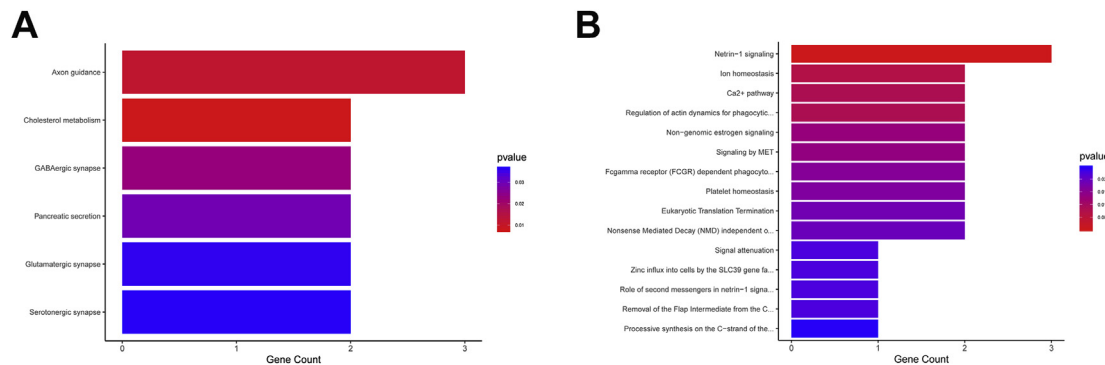 A
Axon guidance
Cholesterol metabolism
GABAergic synapse
Pancreatic secretion
Glutamatergic synapse
Serotonergic synapse
0 1 2 3
Gene Count
pvalue
0.03
0.02
0.01
B
Netrin−1 signaling
Ion homeostasis
Ca2+ pathway
Regulation of actin dynamics for phagocytic...
Non−genomic estrogen signaling
Signaling by MET
Fcgamma receptor (FCGR) dependent phagocyto...
Platelet homeostasis
Eukaryotic Translation Termination
Nonsense Mediated Decay (NMD) independent o...
Signal attenuation
Zinc influx into cells by the SLC39 gene fa...
Role of second messengers in netrin−1 signa...
Removal of the Flap Intermediate from the C...
Processive synthesis on the C−strand of the...
0 1 2 3
Gene Count
pvalu